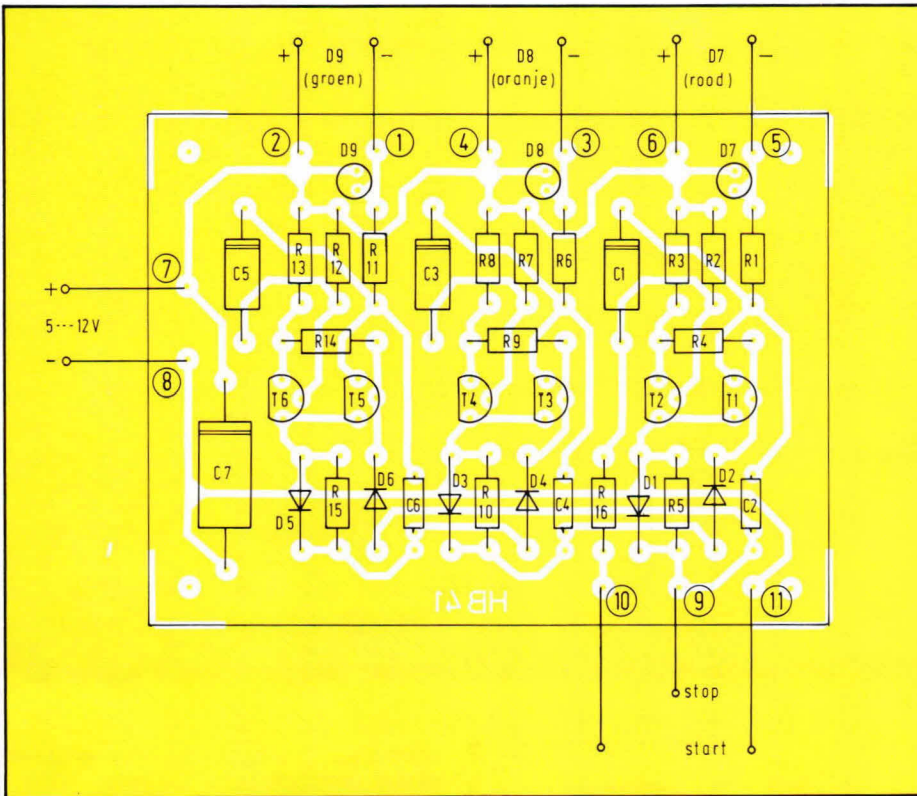 + D9 -
(groen)
+ D8 -
(oranje)
+ D7 -
(rood)
② D9 ①
④ D8 ③
⑥ D7 ⑤
C5
R 13
R 12
R 11
C3
R8
R7
R6
C1
R3
R2
R1
⑦
+
5---12V
-
⑧
R14
R9
R4
T6
T5
T4
T3
T2
T1
C7
D5
R 15
D6
C6
D3
R 10
D4
C4
R 16
D1
R5
D2
C2
HB41
⑩
⑨
⑪
stop
start